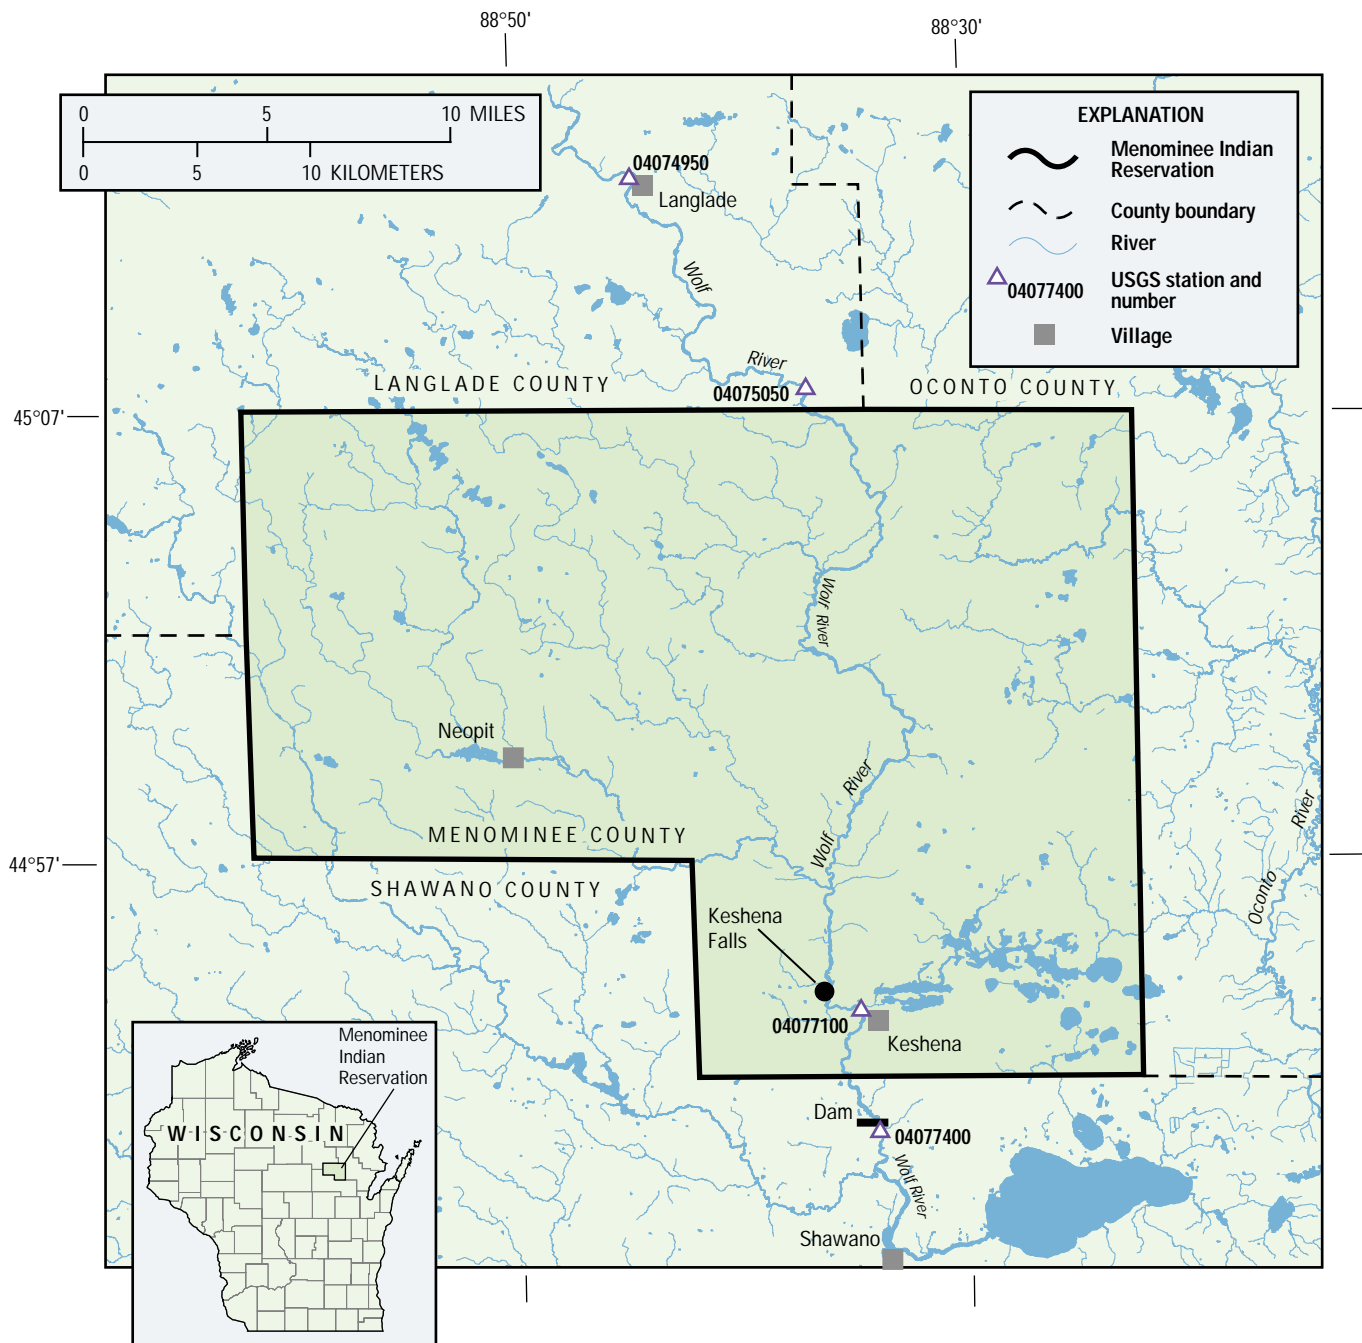 88°50'
88°30'
0 5 10 MILES
0 5 10 KILOMETERS
EXPLANATION
Menominee Indian
Reservation
County boundary
River
04077400
USGS station and
number
Village
04074950
Langlade
Wolf
River
LANGLADE COUNTY
04075050
OCONTO COUNTY
45°07'
Wolf River
Neopit
River
Wolf
MENOMINEE COUNTY
44°57'
SHAWANO COUNTY
River
Oconto
Keshena
Falls
04077100
Keshena
Menominee
Indian
Reservation
WISCONSIN
Dam
04077400
Wolf River
Shawano